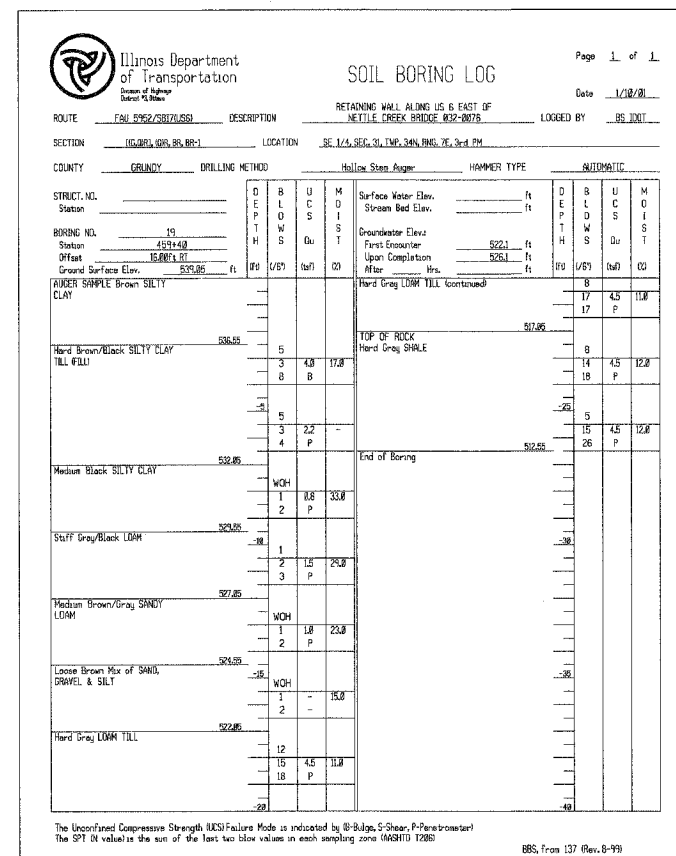 Illinois Department
of Transportation
Division of Highways
District #3, Ottawa
SOIL BORING LOG
Page 1 of 1
Date 1/10/01
ROUTE FAU 5952/SBI7(US6) DESCRIPTION RETAINING WALL ALONG US 6 EAST OF NETTLE CREEK BRIDGE 032-0076 LOGGED BY BS IDOT
SECTION LOCATION SE 1/4, SEC. 31, TWP. 34N, RNG. 7E, 3rd PM
COUNTY GRUNDY DRILLING METHOD Hollow Stem Auger HAMMER TYPE AUTOMATIC
STRUCT. NO.
Station
BORING NO. 19
Station 459+40
Offset 16.00ft RT
Ground Surface Elev. 539.05 ft
DEPTH (ft)
BLOWS (/6")
UCS Qu (tsf)
MOIST (%)
Surface Water Elev. ft
Stream Bed Elev. ft
Groundwater Elev.:
First Encounter 522.1 ft
Upon Completion 526.1 ft
After Hrs. ft
DEPTH (ft)
BLOWS (/6")
UCS Qu (tsf)
MOIST (%)
AUGER SAMPLE Brown SILTY
CLAY
536.55
Hard Brown/Black SILTY CLAY
TILL (FILL)
5
3 4.0 17.0
8 B
-5
5
3 2.2 -
4 P
532.05
Medium Black SILTY CLAY
WOH
1 0.8 33.0
2 P
529.55
Stiff Gray/Black LOAM
-10
1
2 1.5 29.0
3 P
527.05
Medium Brown/Gray SANDY
LOAM
WOH
1 1.0 23.0
2 P
524.55
Loose Brown Mix of SAND,
GRAVEL & SILT
-15
WOH
1 - 15.0
2 -
522.05
Hard Gray LOAM TILL
12
15 4.5 11.0
18 P
-20
Hard Gray LOAM TILL (continued)
8
17 4.5 11.0
17 P
517.05
TOP OF ROCK
Hard Gray SHALE
8
14 4.5 12.0
18 P
-25
5
15 4.5 12.0
26 P
512.55
End of Boring
-30
-35
-40
The Unconfined Compressive Strength (UCS) Failure Mode is indicated by (B-Bulge, S-Shear, P-Penetrometer)
The SPT (N value) is the sum of the last two blow values in each sampling zone (AASHTO T206)
BBS, from 137 (Rev. 8-99)